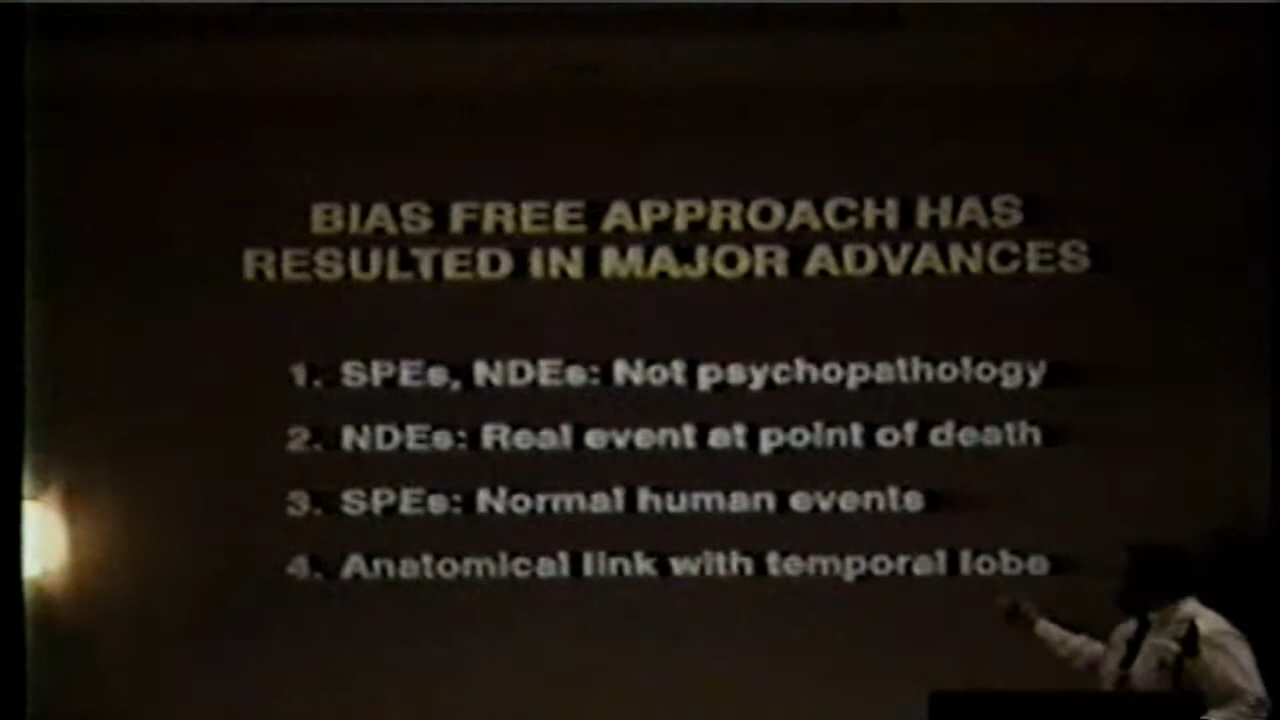 BIAS FREE APPROACH HAS
RESULTED IN MAJOR ADVANCES
1. SPEs, NDEs: Not psychopathology
2. NDEs: Real event at point of death
3. SPEs: Normal human events
4. Anatomical link with temporal lobe